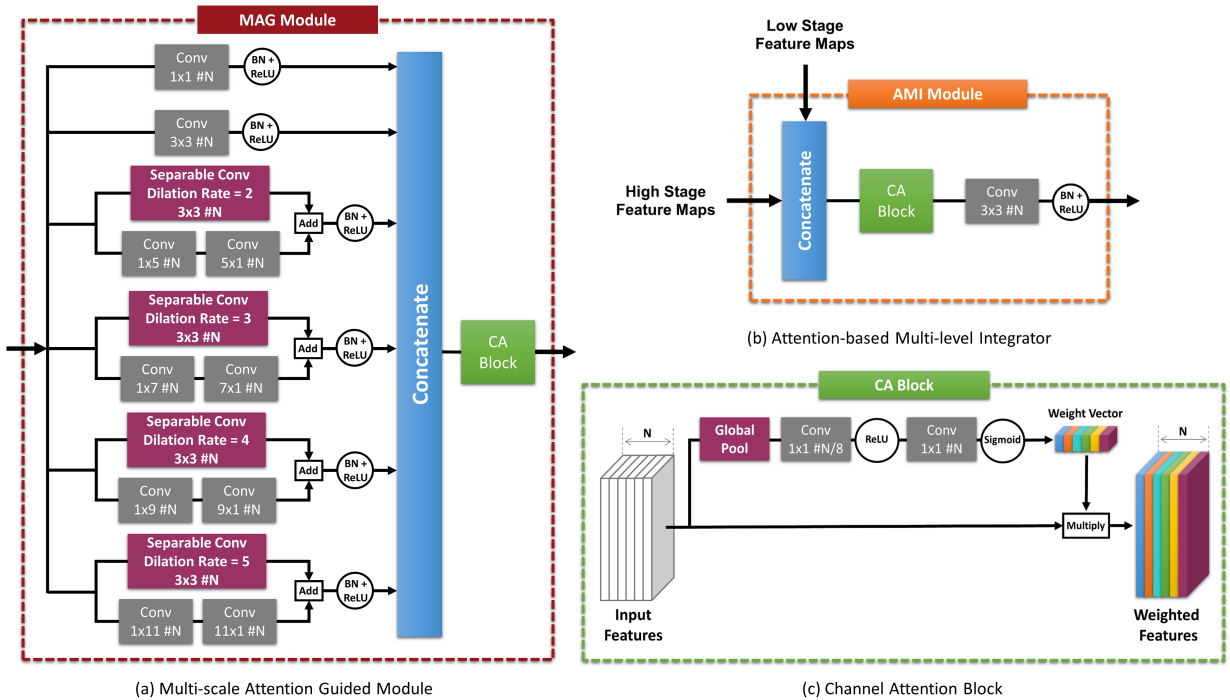 MAG Module
Conv
1x1 #N
BN +
ReLU
Conv
3x3 #N
BN +
ReLU
Separable Conv
Dilation Rate = 2
3x3 #N
Conv
1x5 #N
Conv
5x1 #N
Add
BN +
ReLU
Separable Conv
Dilation Rate = 3
3x3 #N
Conv
1x7 #N
Conv
7x1 #N
Add
BN +
ReLU
Separable Conv
Dilation Rate = 4
3x3 #N
Conv
1x9 #N
Conv
9x1 #N
Add
BN +
ReLU
Separable Conv
Dilation Rate = 5
3x3 #N
Conv
1x11 #N
Conv
11x1 #N
Add
BN +
ReLU
Concatenate
CA
Block
(a) Multi-scale Attention Guided Module
Low Stage
Feature Maps
AMI Module
High Stage
Feature Maps
Concatenate
CA
Block
Conv
3x3 #N
BN +
ReLU
(b) Attention-based Multi-level Integrator
CA Block
N
Input
Features
Global
Pool
Conv
1x1 #N/8
ReLU
Conv
1x1 #N
Sigmoid
Weight Vector
Multiply
N
Weighted
Features
(c) Channel Attention Block